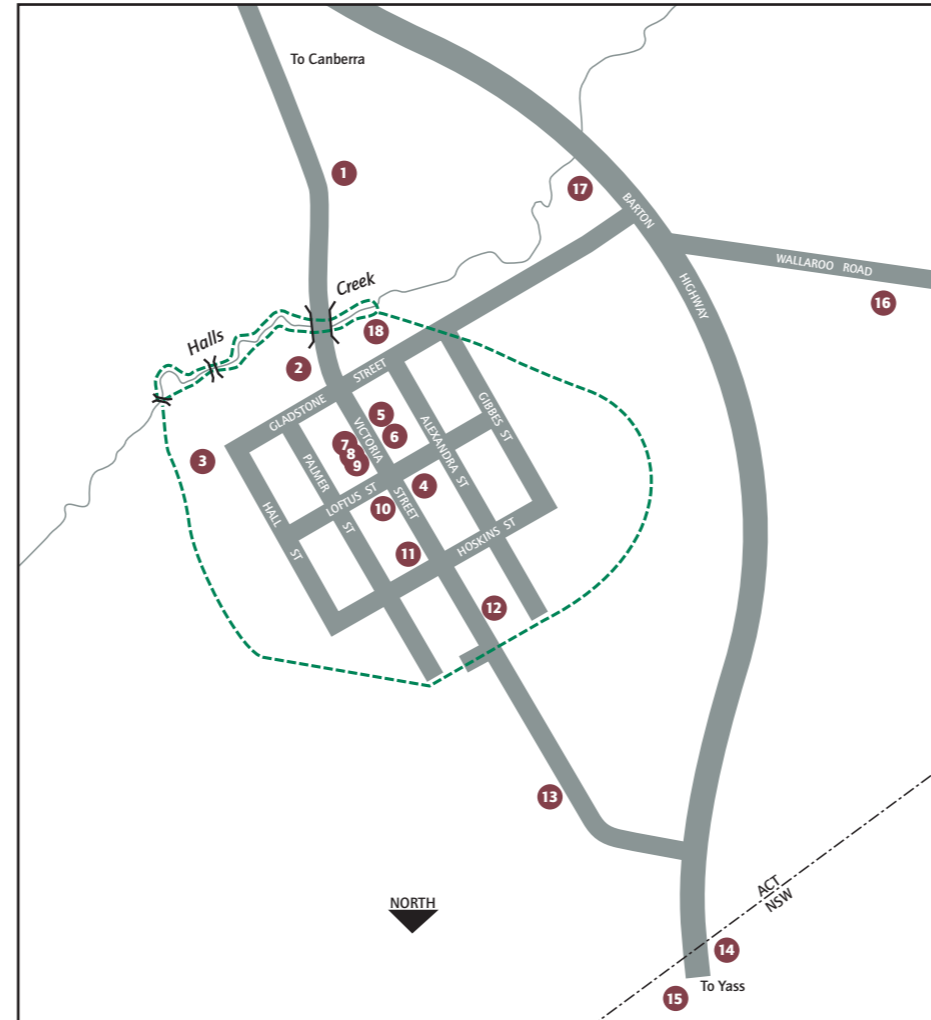 To Canberra
1
17
BARTON
HIGHWAY
WALLAROO ROAD
16
Halls
Creek
18
2
GLADSTONE
STREET
5
6
7
8
9
3
VICTORIA
STREET
PALMER
ST
ALEXANDRA ST
GIBBES ST
HALL
ST
LOFTUS ST
4
10
11
HOSKINS ST
12
13
NORTH
ACT
NSW
14
15
To Yass